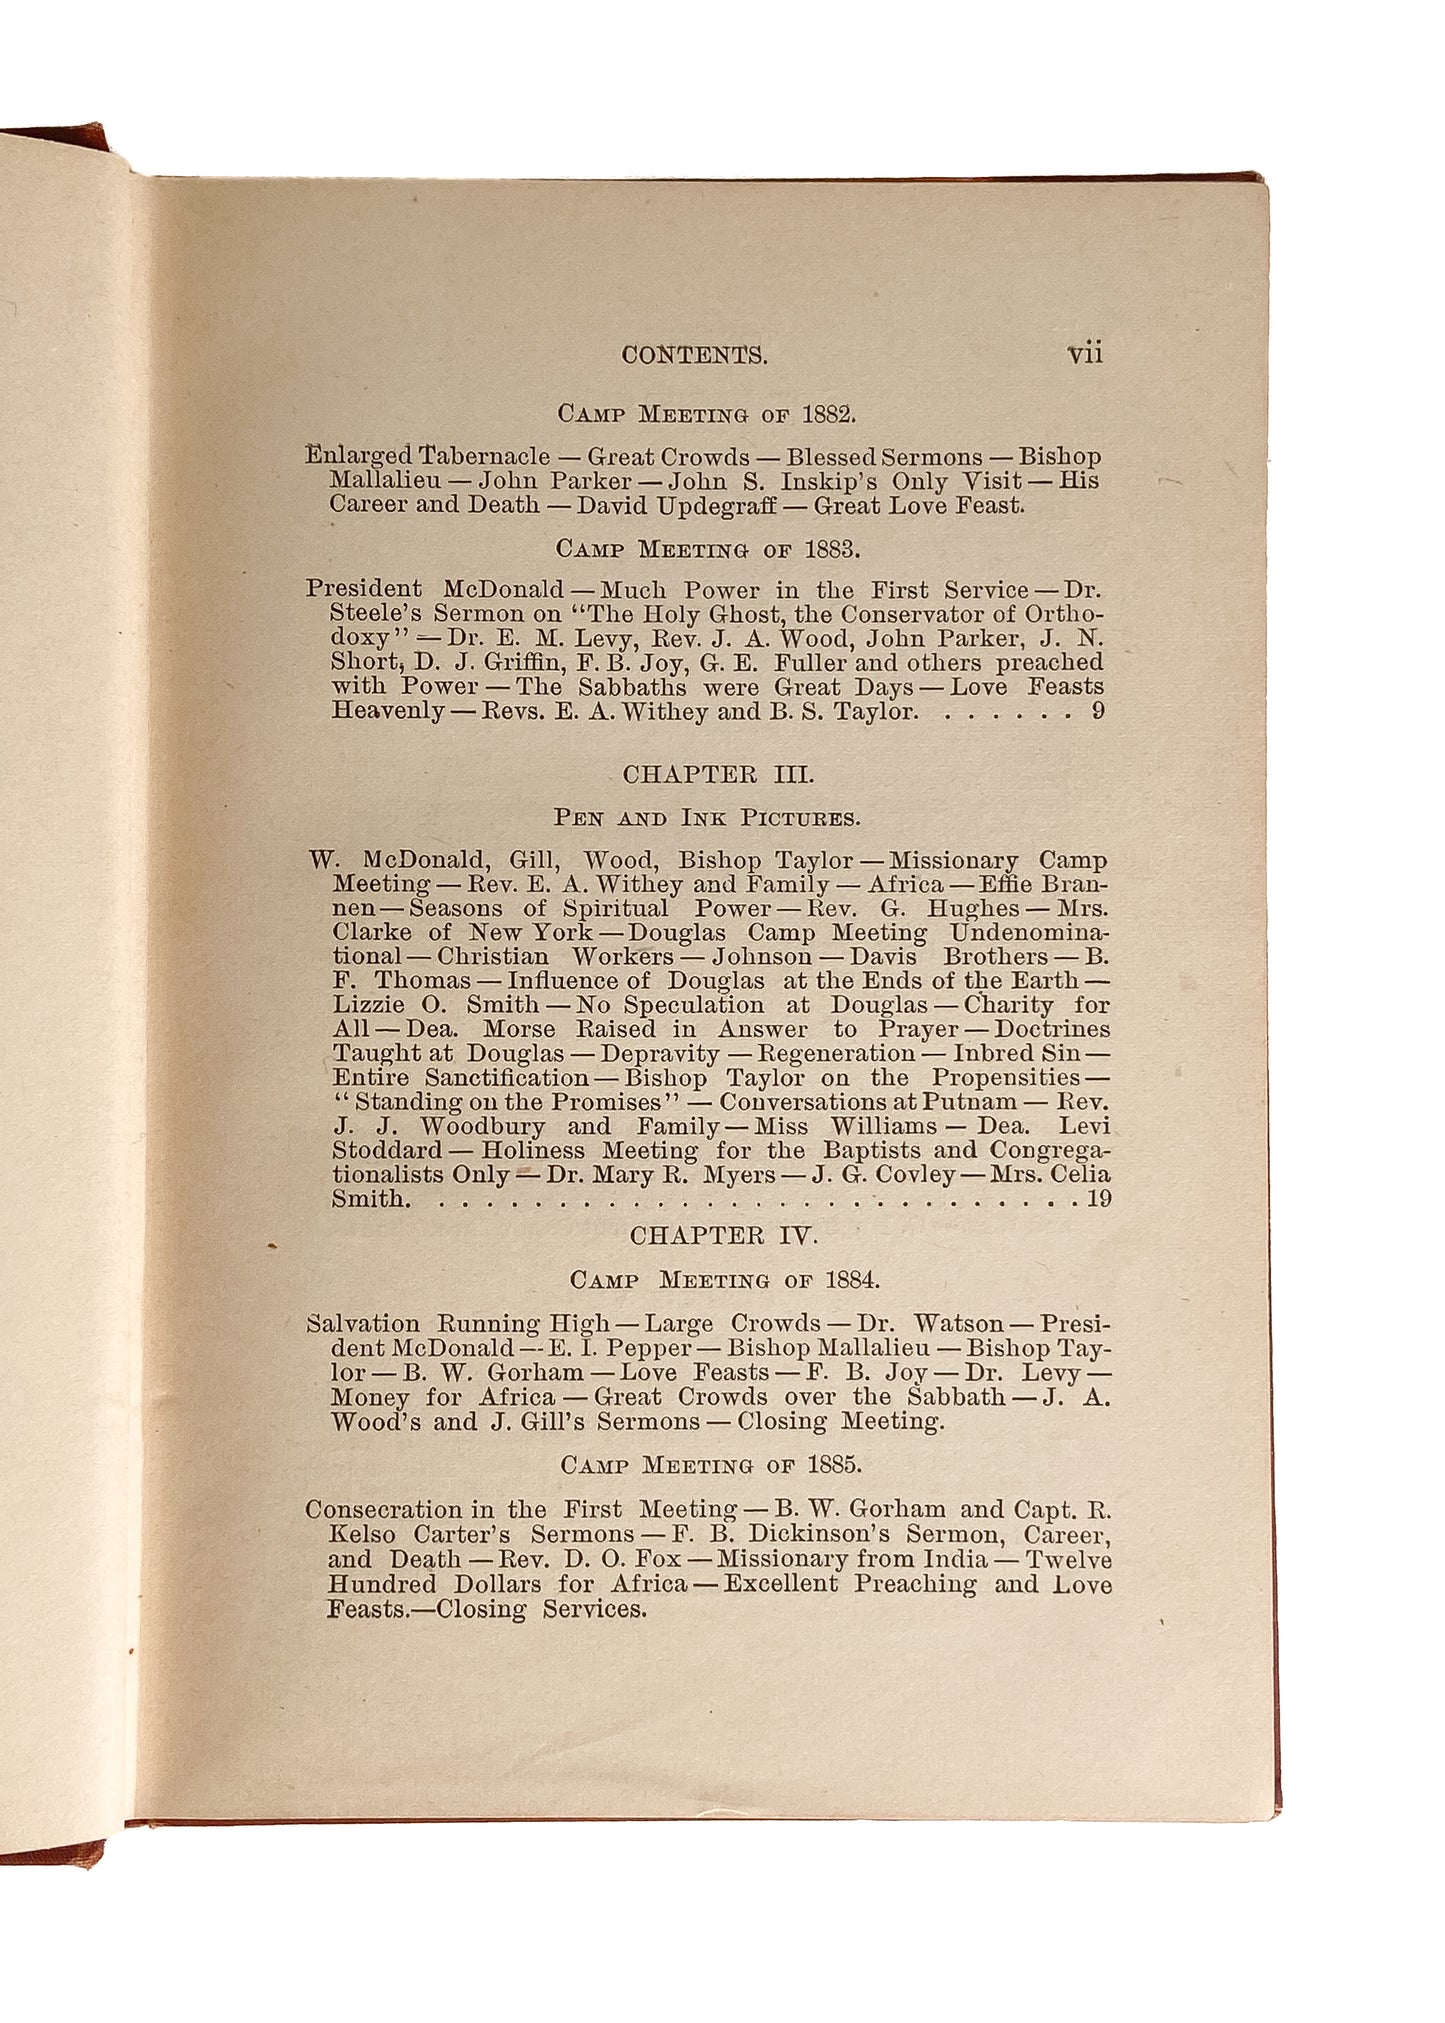 CONTENTS. vii
CAMP MEETING OF 1882.
Enlarged Tabernacle — Great Crowds — Blessed Sermons — Bishop
Mallalieu — John Parker — John S. Inskip's Only Visit — His
Career and Death — David Updegraff — Great Love Feast.
CAMP MEETING OF 1883.
President McDonald — Much Power in the First Service — Dr.
Steele's Sermon on "The Holy Ghost, the Conservator of Ortho-
doxy" — Dr. E. M. Levy, Rev. J. A. Wood, John Parker, J. N.
Short, D. J. Griffin, F. B. Joy, G. E. Fuller and others preached
with Power — The Sabbaths were Great Days — Love Feasts
Heavenly — Revs. E. A. Withey and B. S. Taylor. . . . . . . 9
CHAPTER III.
PEN AND INK PICTURES.
W. McDonald, Gill, Wood, Bishop Taylor — Missionary Camp
Meeting — Rev. E. A. Withey and Family — Africa — Effie Bran-
nen — Seasons of Spiritual Power — Rev. G. Hughes — Mrs.
Clarke of New York — Douglas Camp Meeting Undenomina-
tional — Christian Workers — Johnson — Davis Brothers — B.
F. Thomas — Influence of Douglas at the Ends of the Earth —
Lizzie O. Smith — No Speculation at Douglas — Charity for
All — Dea. Morse Raised in Answer to Prayer — Doctrines
Taught at Douglas — Depravity — Regeneration — Inbred Sin —
Entire Sanctification — Bishop Taylor on the Propensities —
"Standing on the Promises" — Conversations at Putnam — Rev.
J. J. Woodbury and Family — Miss Williams — Dea. Levi
Stoddard — Holiness Meeting for the Baptists and Congrega-
tionalists Only — Dr. Mary R. Myers — J. G. Covley — Mrs. Celia
Smith. . . . . . . . . . . . . . . . . . . . . . . . . . . . 19
CHAPTER IV.
CAMP MEETING OF 1884.
Salvation Running High — Large Crowds — Dr. Watson — Presi-
dent McDonald — E. I. Pepper — Bishop Mallalieu — Bishop Tay-
lor — B. W. Gorham — Love Feasts — F. B. Joy — Dr. Levy —
Money for Africa — Great Crowds over the Sabbath — J. A.
Wood's and J. Gill's Sermons — Closing Meeting.
CAMP MEETING OF 1885.
Consecration in the First Meeting — B. W. Gorham and Capt. R.
Kelso Carter's Sermons — F. B. Dickinson's Sermon, Career,
and Death — Rev. D. O. Fox — Missionary from India — Twelve
Hundred Dollars for Africa — Excellent Preaching and Love
Feasts.—Closing Services.